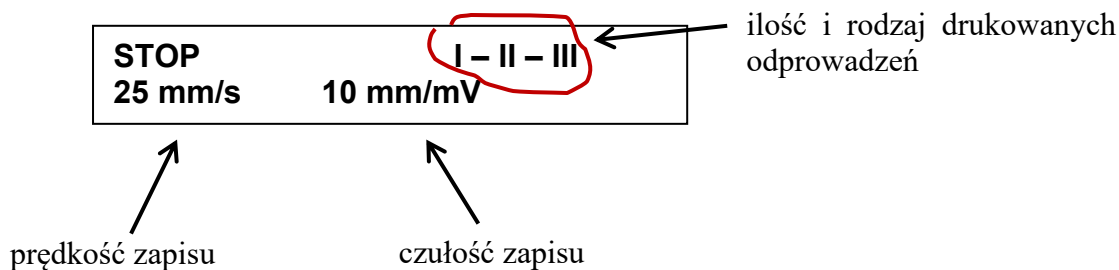 ilość i rodzaj drukowanych
odprowadzeń
STOP I – II – III
25 mm/s 10 mm/mV
prędkość zapisu czułość zapisu